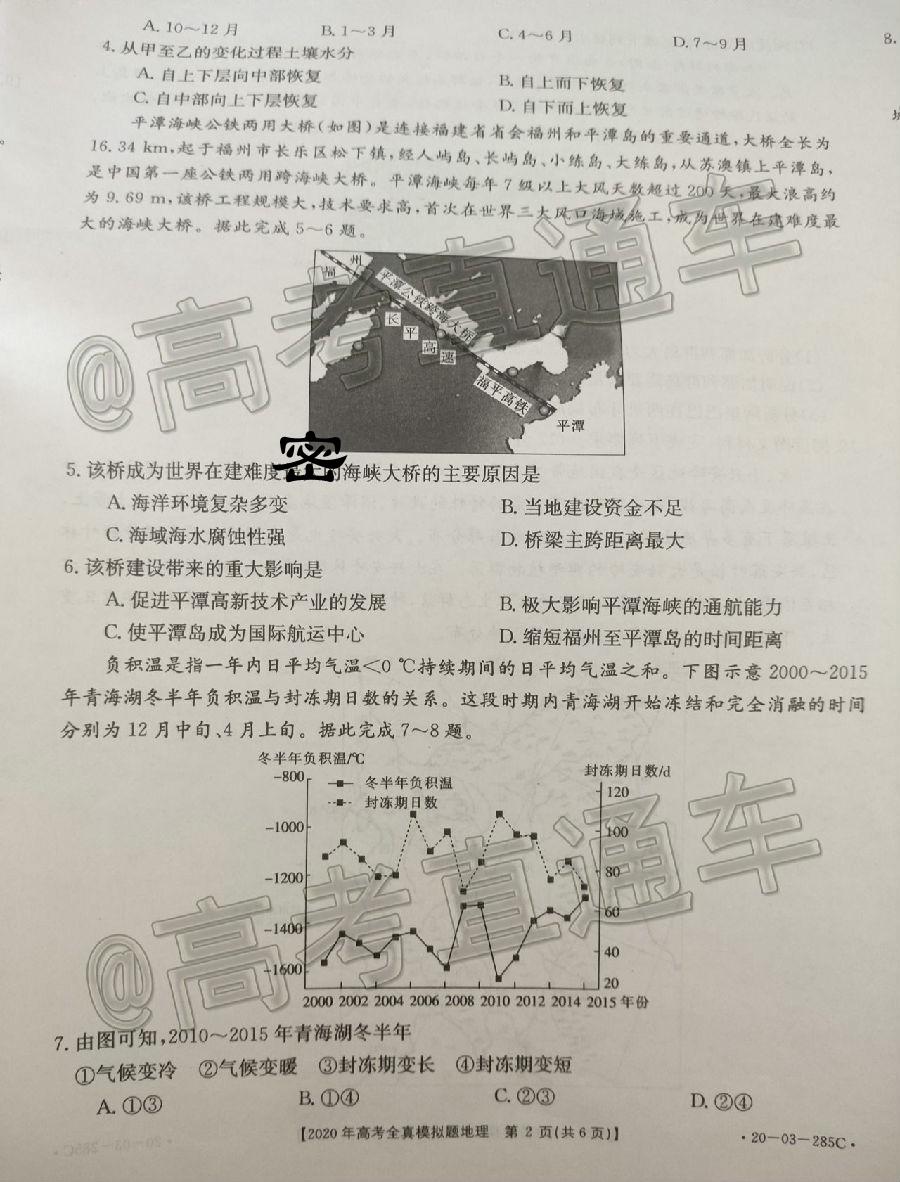 A. 10～12 月 B. 1～3 月 C. 4～6 月 D. 7～9 月
8.
4. 从甲至乙的变化过程土壤水分
A. 自上下层向中部恢复 B. 自上而下恢复
C. 自中部向上下层恢复 D. 自下而上恢复
平潭海峡公铁两用大桥(如图)是连接福建省省会福州和平潭岛的重要通道,大桥全长为
16.34 km,起于福州市长乐区松下镇,经人屿岛、长屿岛、小练岛、大练岛,从苏澳镇上平潭岛,
是中国第一座公铁两用跨海峡大桥。平潭海峡每年 7 级以上大风天数超过 200 天,最大浪高约
为 9.69 m,该桥工程规模大,技术要求高,首次在世界三大风口海域施工,成为世界在建难度最
大的海峡大桥。据此完成 5～6 题。
福州
平潭公铁跨海大桥
长平高速
福平高铁
平潭
密
5. 该桥成为世界在建难度最大的海峡大桥的主要原因是
A. 海洋环境复杂多变 B. 当地建设资金不足
C. 海域海水腐蚀性强 D. 桥梁主跨距离最大
6. 该桥建设带来的重大影响是
A. 促进平潭高新技术产业的发展 B. 极大影响平潭海峡的通航能力
C. 使平潭岛成为国际航运中心 D. 缩短福州至平潭岛的时间距离
负积温是指一年内日平均气温<0 ℃持续期间的日平均气温之和。下图示意 2000～2015
年青海湖冬半年负积温与封冻期日数的关系。这段时期内青海湖开始冻结和完全消融的时间
分别为 12 月中旬、4 月上旬。据此完成 7～8 题。
冬半年负积温/℃ 封冻期日数/d
冬半年负积温
封冻期日数
-800
-1000
-1200
-1400
-1600
120
100
80
60
40
20
2000 2002 2004 2006 2008 2010 2012 2014 2015 年份
7. 由图可知,2010～2015 年青海湖冬半年
①气候变冷 ②气候变暖 ③封冻期变长 ④封冻期变短
A. ①③ B. ①④ C. ②③ D. ②④
【2020 年高考全真模拟题地理 第 2 页(共 6 页)】
·20-03-285C·
@高考直通车
@高考直通车